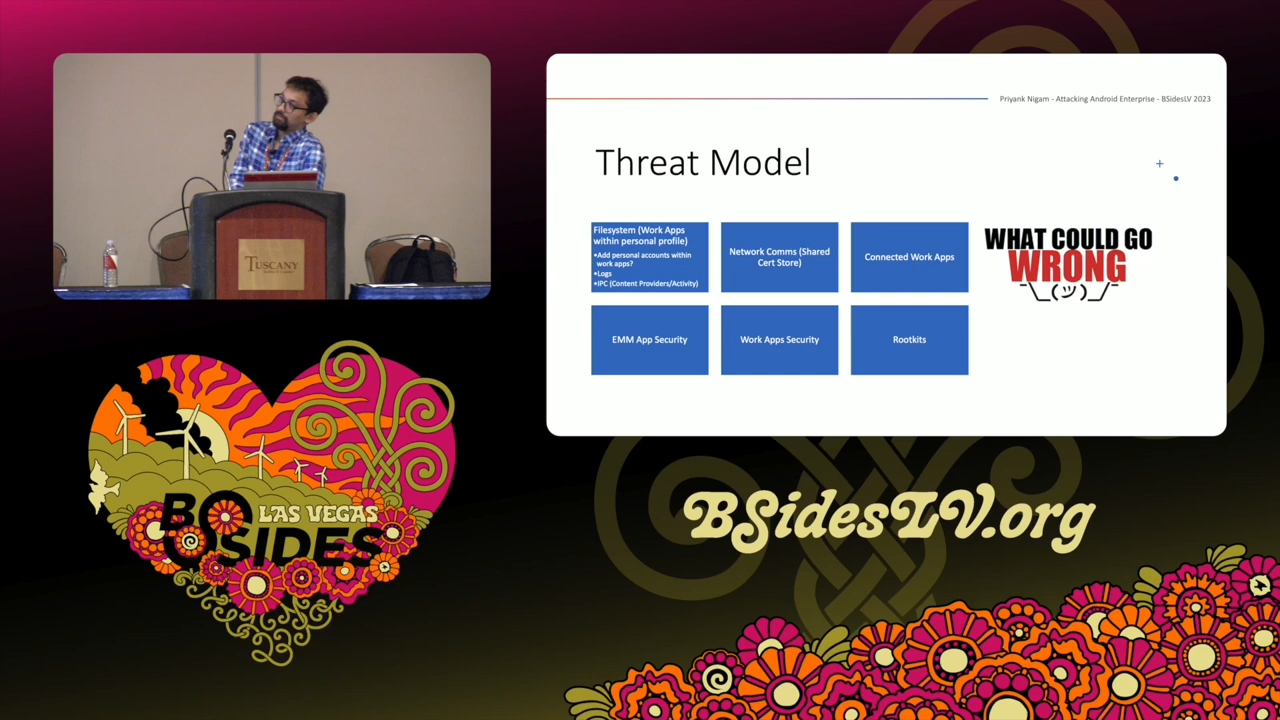 Priyank Nigam - Attacking Android Enterprise - BSidesLV 2023
Threat Model
Filesystem (Work Apps
within personal profile)
•Add personal accounts within
work apps?
•Logs
•IPC (Content Providers/Activity)
Network Comms (Shared
Cert Store)
Connected Work Apps
WHAT COULD GO
WRONG
¯\_(ツ)_/¯
EMM App Security
Work Apps Security
Rootkits
TUSCANY
LAS VEGAS
SIDES
23
BSidesLV.org